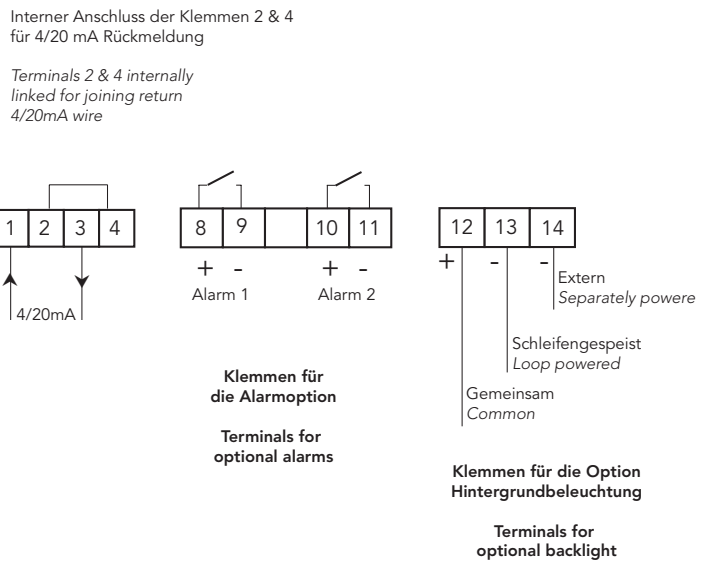 Interner Anschluss der Klemmen 2 & 4
für 4/20 mA Rückmeldung
Terminals 2 & 4 internally
linked for joining return
4/20mA wire
1 2 3 4
4/20mA
8 9 10 11
+ - + -
Alarm 1 Alarm 2
Klemmen für
die Alarmoption
Terminals for
optional alarms
12 13 14
+ - -
Extern
Separately powere
Schleifengespeist
Loop powered
Gemeinsam
Common
Klemmen für die Option
Hintergrundbeleuchtung
Terminals for
optional backlight